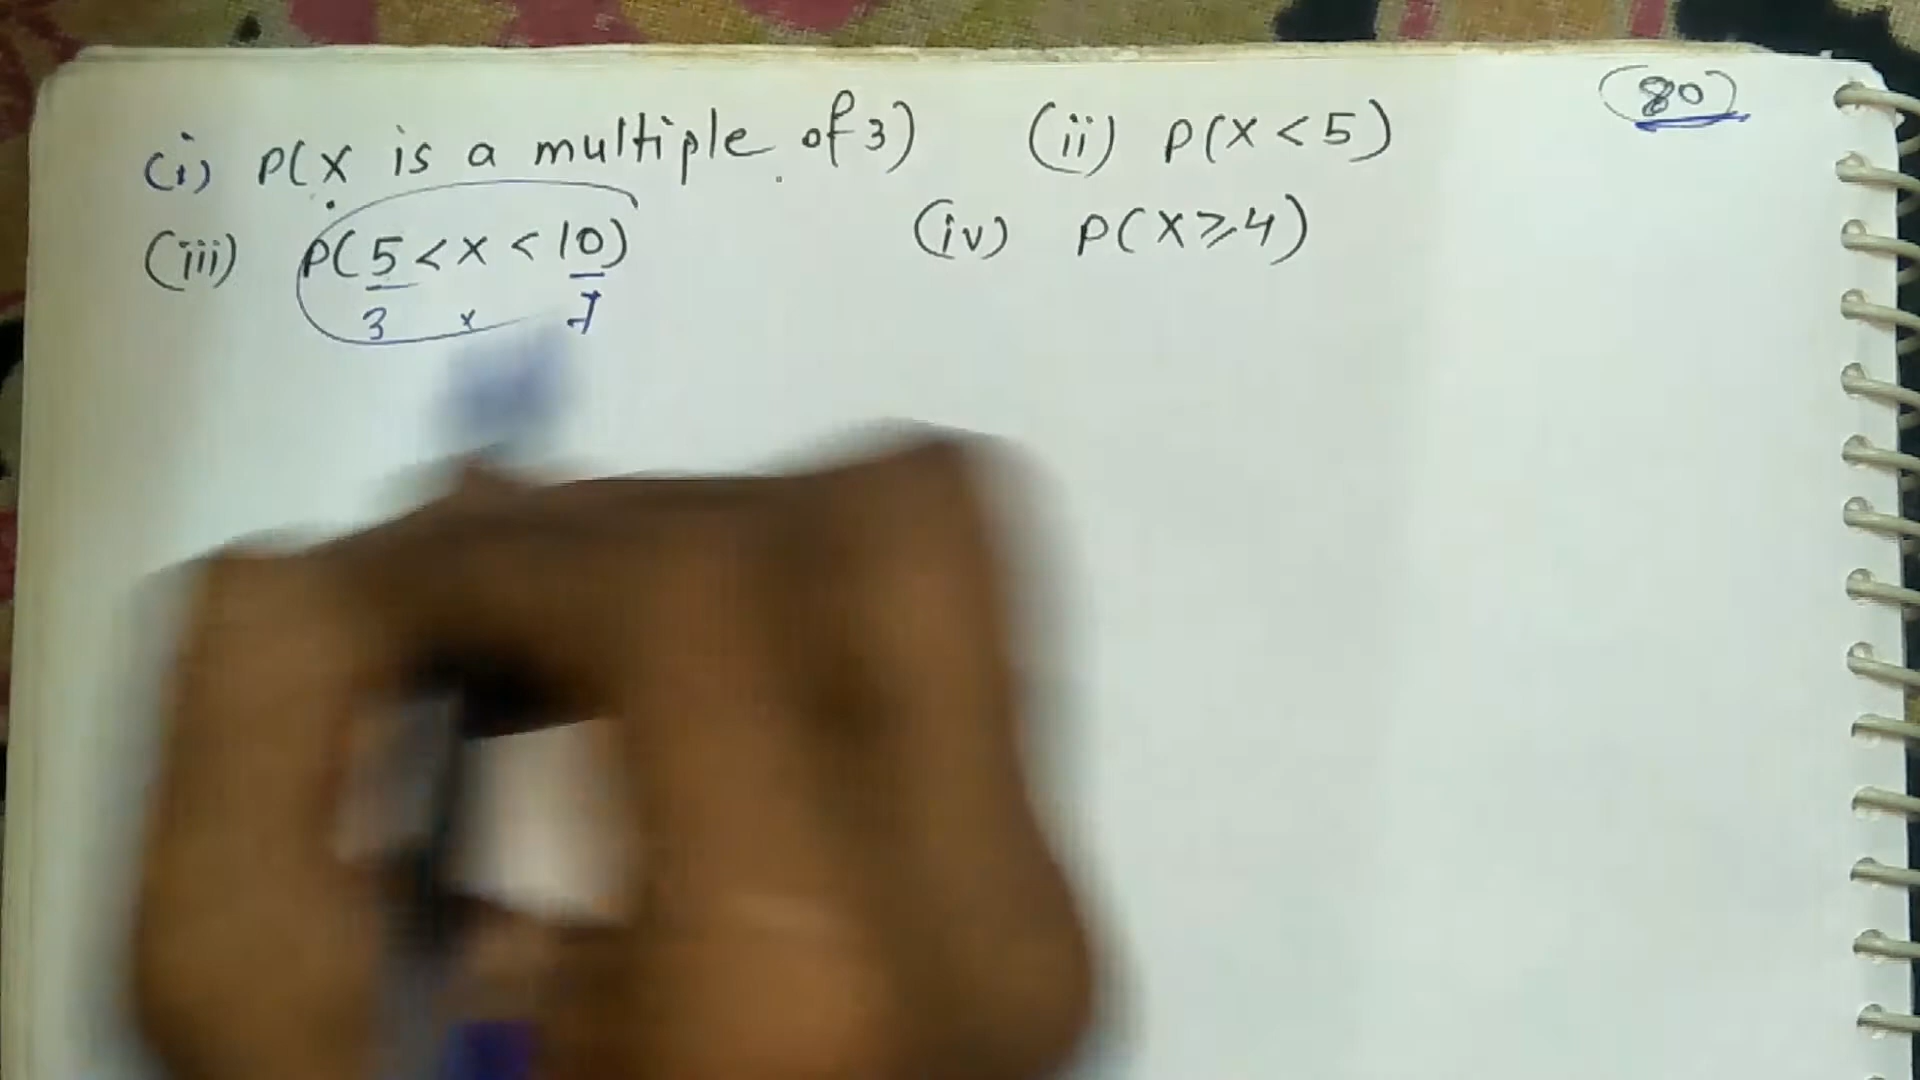 80
(i) P(X is a multiple of 3) (ii) P(X < 5)
(iii) P(5 < X < 10) (iv) P(X ⩾ 4)
3 x 7